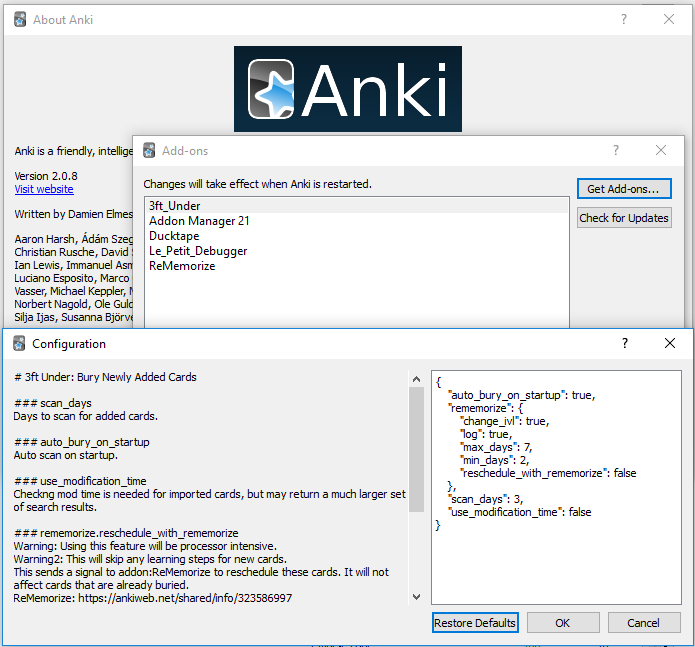 About Anki
?
Anki
Anki is a friendly, intellige
Version 2.0.8
Visit website
Written by Damien Elmes
Aaron Harsh, Ádám Szeg
Christian Rusche, David S
Ian Lewis, Immanuel Asm
Luciano Esposito, Marco
Vasser, Michael Keppler, M
Norbert Nagold, Ole Guld
Silja Ijas, Susanna Björve
Add-ons
?
Changes will take effect when Anki is restarted.
3ft_Under
Addon Manager 21
Ducktape
Le_Petit_Debugger
ReMemorize
Get Add-ons...
Check for Updates
Configuration
?
# 3ft Under: Bury Newly Added Cards
### scan_days
Days to scan for added cards.
### auto_bury_on_startup
Auto scan on startup.
### use_modification_time
Checkng mod time is needed for imported cards, but may return a much larger set
of search results.
### rememorize.reschedule_with_rememorize
Warning: Using this feature will be processor intensive.
Warning2: This will skip any learning steps for new cards.
This sends a signal to addon:ReMemorize to reschedule these cards. It will not
affect cards that are already buried.
ReMemorize: https://ankiweb.net/shared/info/323586997
{
"auto_bury_on_startup": true,
"rememorize": {
"change_ivl": true,
"log": true,
"max_days": 7,
"min_days": 2,
"reschedule_with_rememorize": false
},
"scan_days": 3,
"use_modification_time": false
}
Restore Defaults
OK
Cancel